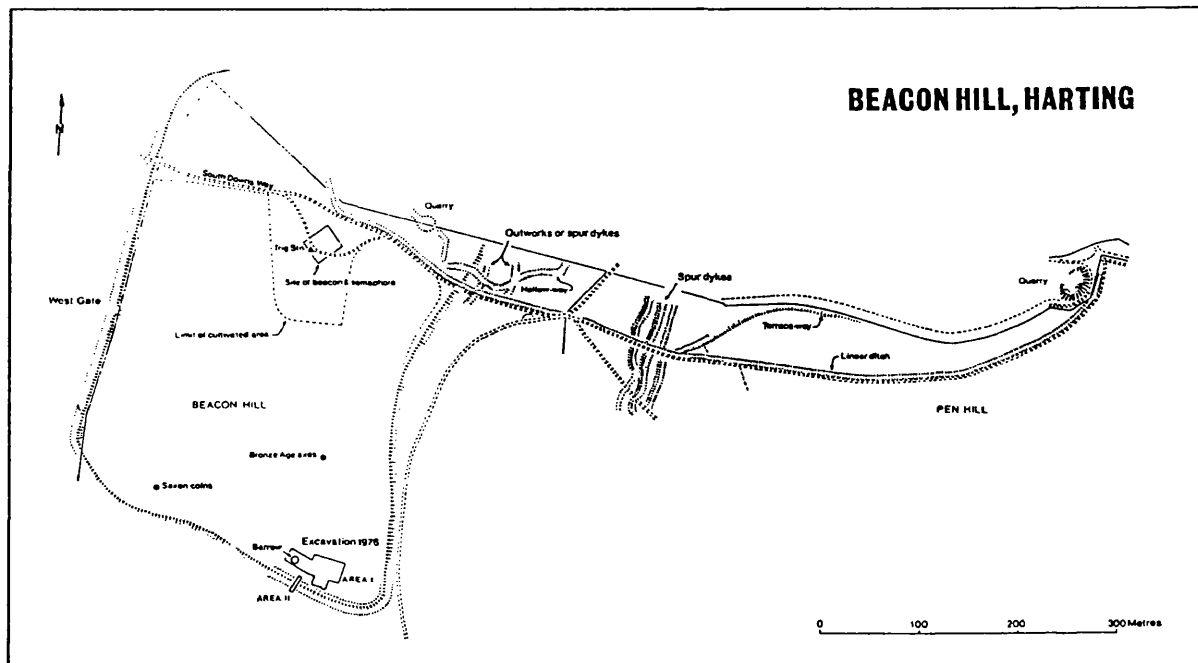 BEACON HILL, HARTING
N
South Downs Way
Quarry
Outworks or spur dykes
Trig Stn
Site of beacon & semaphore
Hollow-way
Spur dykes
Quarry
West Gate
Terrace way
Limit of cultivated area
Linear ditch
BEACON HILL
PEN HILL
Bronze Age axes
Saxon coins
Excavation 1976
Barrow
AREA I
AREA II
0 100 200 300 Metres